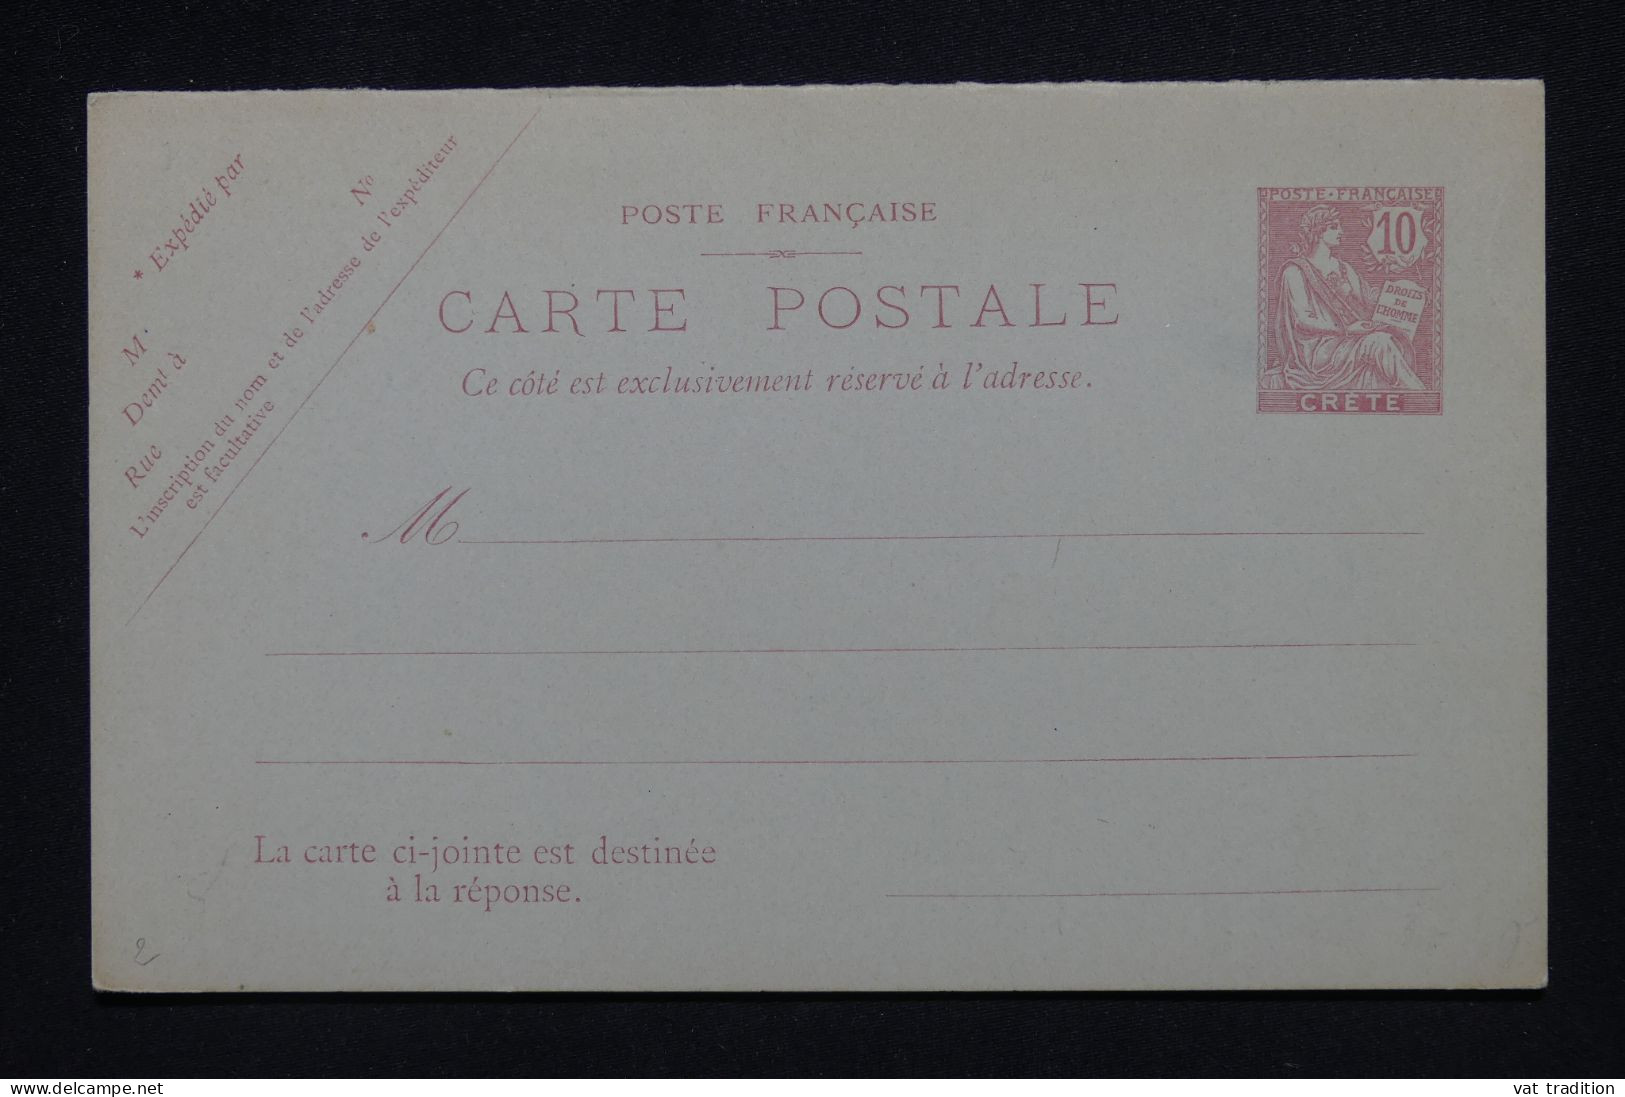 * Expédié par
M
Demt à
Rue
No
L'inscription du nom et de l'adresse de l'expéditeur
est facultative
POSTE FRANÇAISE
CARTE POSTALE
Ce côté est exclusivement réservé à l'adresse.
POSTE • FRANÇAISE
10
DROITS
DE
L'HOMME
CRÈTE
M
La carte ci-jointe est destinée
à la réponse.
2
www.delcampe.net
vat tradition